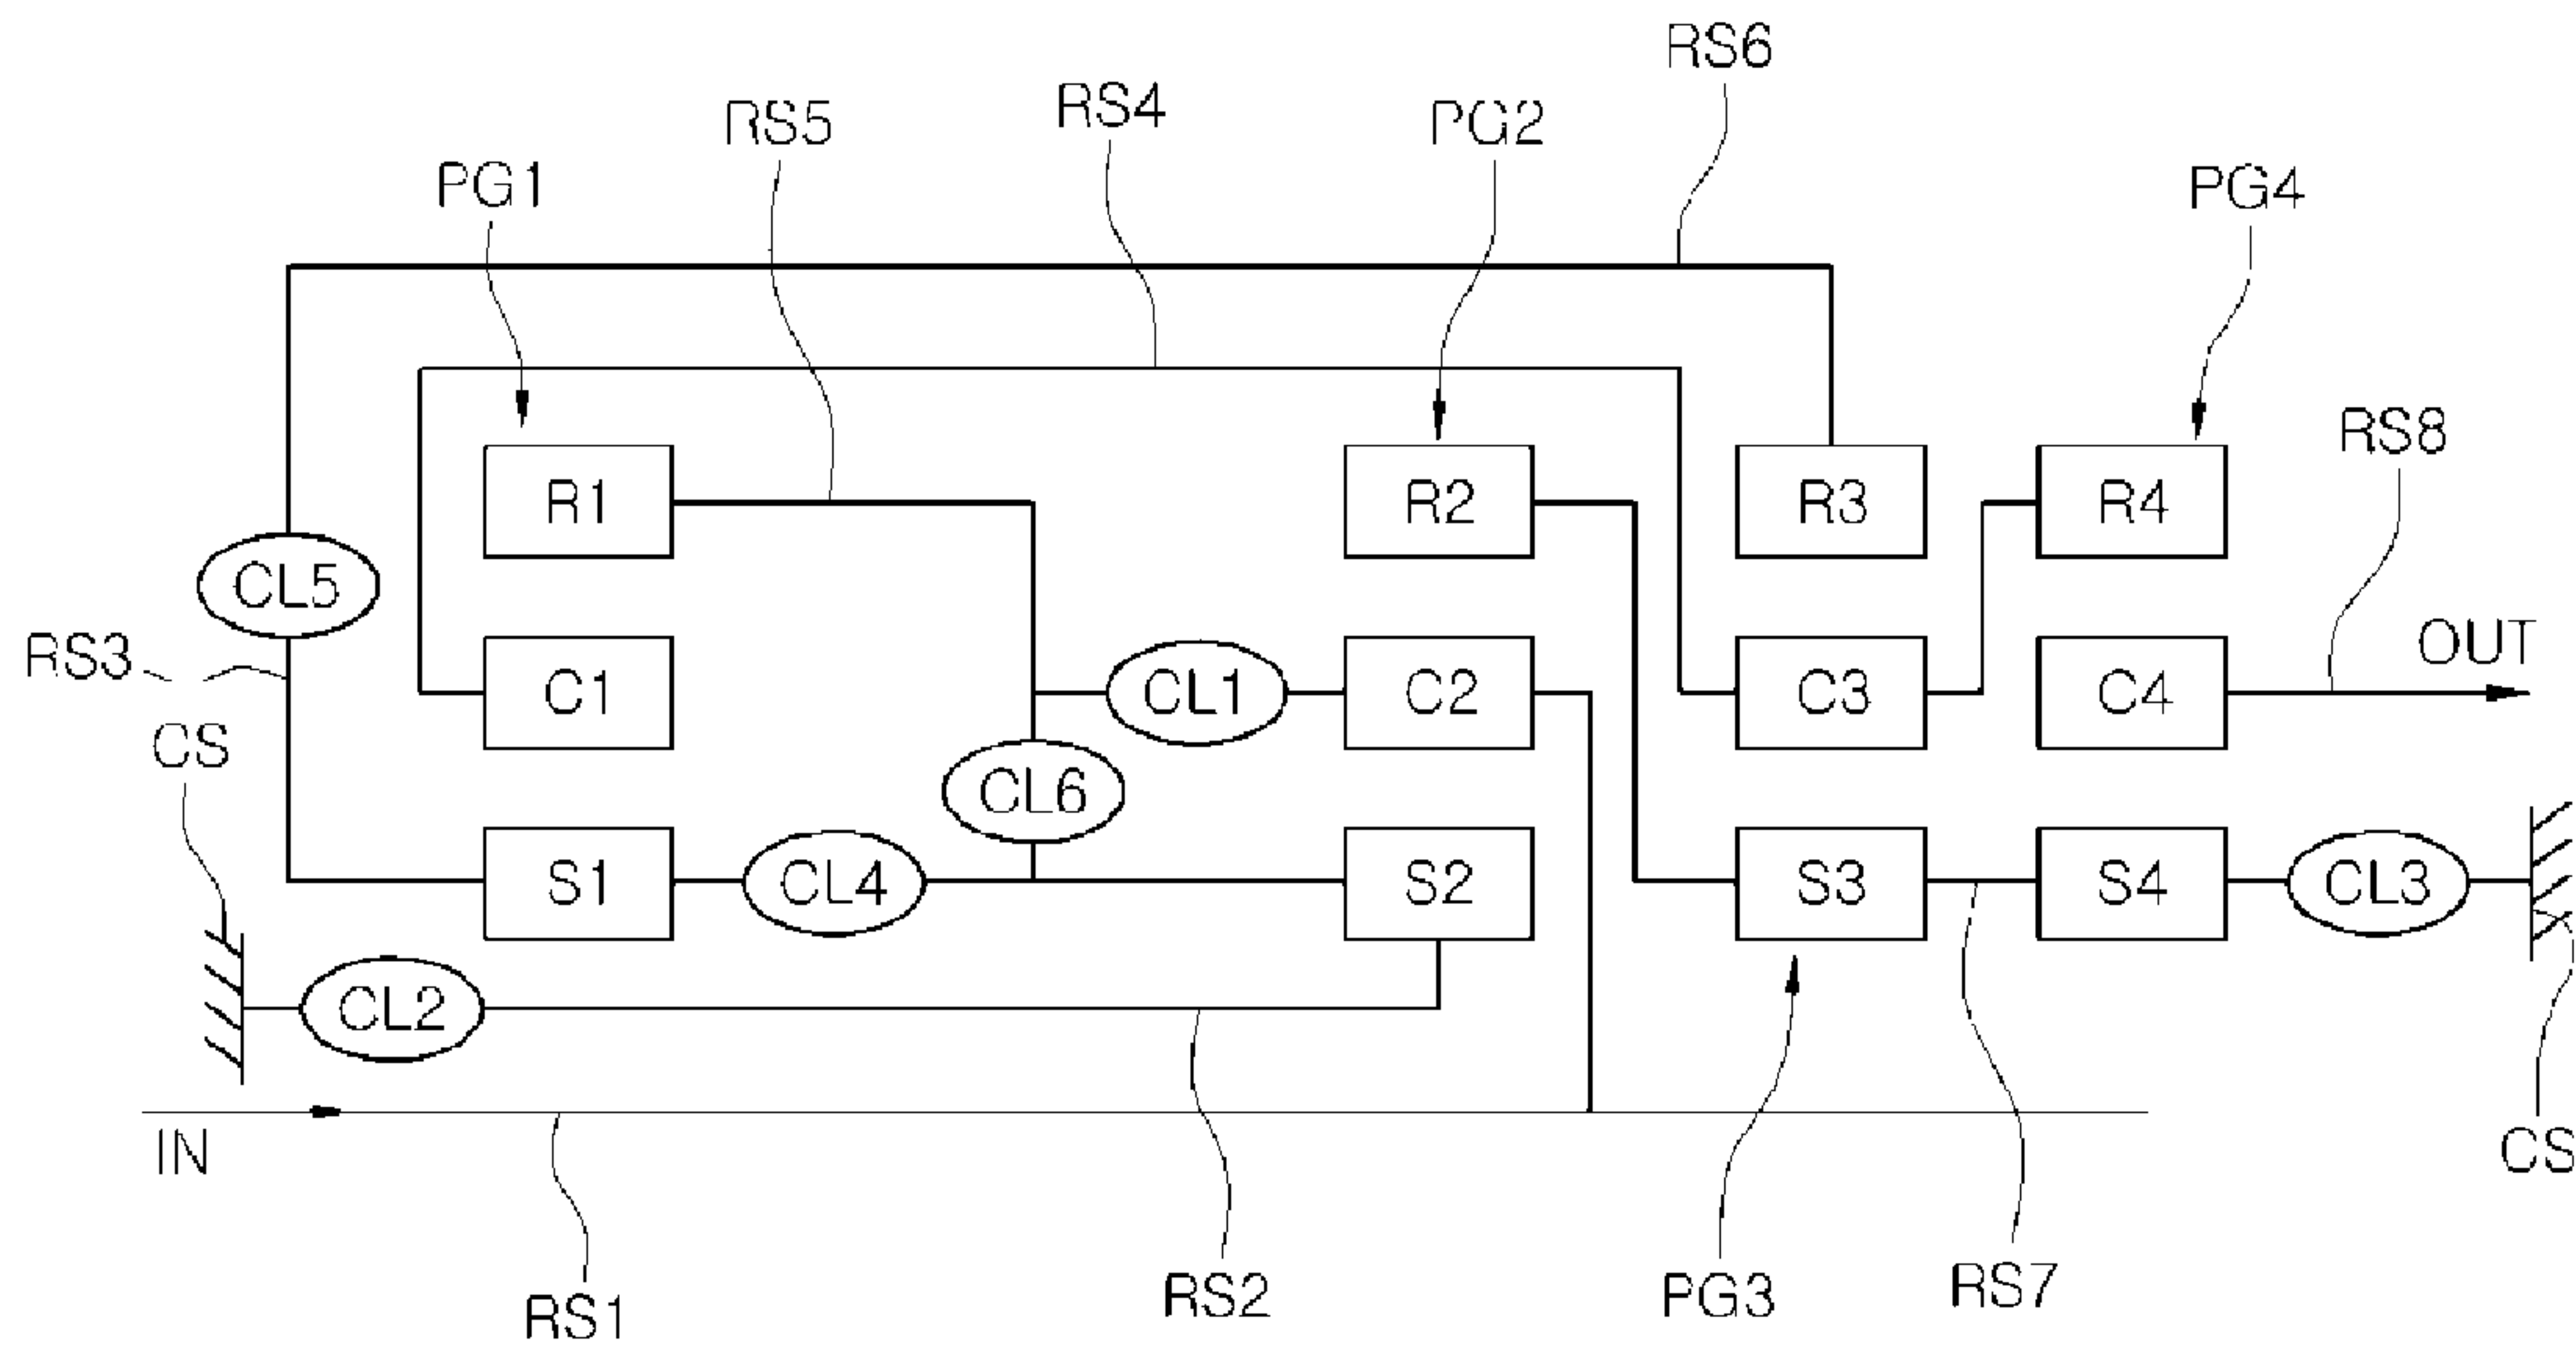 RS6
RS5
RS4
PG2
PG1
PG4
RS8
R1
R2
R3
R4
CL5
RS3
OUT
C1
CL1
C2
C3
C4
CS
CL6
S1
CL4
S2
S3
S4
CL3
CL2
IN
CS
RS1
RS2
PG3
RS7